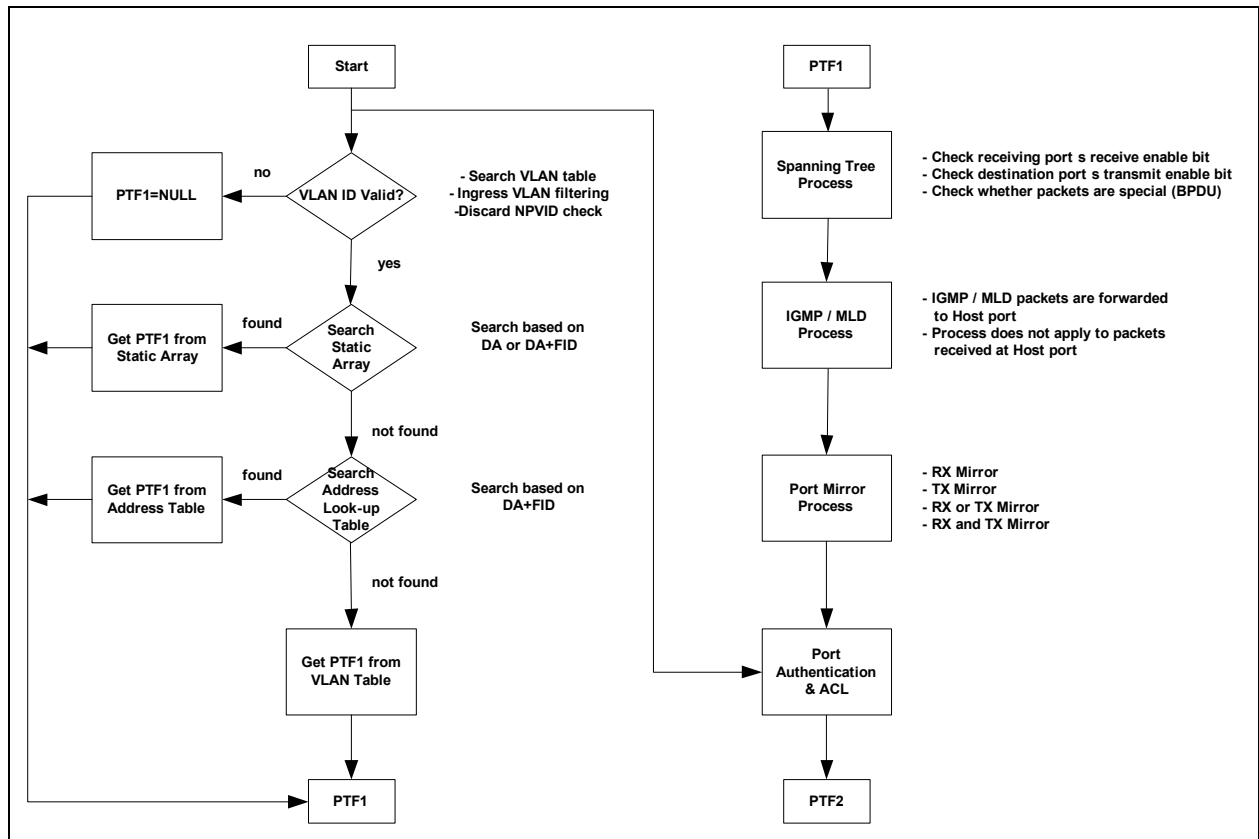 Start
no
PTF1=NULL
VLAN ID Valid?
- Search VLAN table
- Ingress VLAN filtering
-Discard NPVID check
yes
found
Get PTF1 from
Static Array
Search
Static
Array
Search based on
DA or DA+FID
not found
found
Get PTF1 from
Address Table
Search
Address
Look-up
Table
Search based on
DA+FID
not found
Get PTF1 from
VLAN Table
PTF1
PTF1
Spanning Tree
Process
- Check receiving port s receive enable bit
- Check destination port s transmit enable bit
- Check whether packets are special (BPDU)
IGMP / MLD
Process
- IGMP / MLD packets are forwarded
to Host port
- Process does not apply to packets
received at Host port
Port Mirror
Process
- RX Mirror
- TX Mirror
- RX or TX Mirror
- RX and TX Mirror
Port
Authentication
& ACL
PTF2